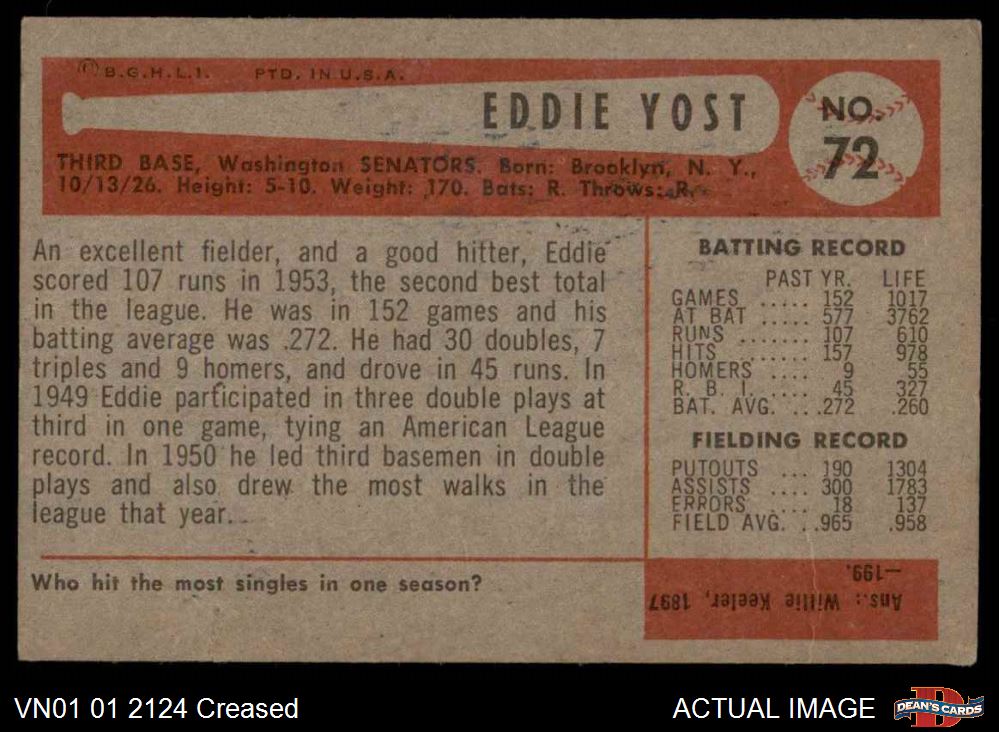 © B.G.H.L.I. PTD. IN U.S.A.
EDDIE YOST
NO.
72
THIRD BASE, Washington SENATORS. Born: Brooklyn, N. Y.,
10/13/26. Height: 5-10. Weight: 170. Bats: R. Throws: R.
An excellent fielder, and a good hitter, Eddie
scored 107 runs in 1953, the second best total
in the league. He was in 152 games and his
batting average was .272. He had 30 doubles, 7
triples and 9 homers, and drove in 45 runs. In
1949 Eddie participated in three double plays at
third in one game, tying an American League
record. In 1950 he led third basemen in double
plays and also drew the most walks in the
league that year.
BATTING RECORD
PAST YR. LIFE
GAMES ..... 152 1017
AT BAT ..... 577 3762
RUNS ....... 107 610
HITS ....... 157 978
HOMERS .... 9 55
R. B. I. .... 45 327
BAT. AVG. .. .272 .260
FIELDING RECORD
PUTOUTS ... 190 1304
ASSISTS .... 300 1783
ERRORS .... 18 137
FIELD AVG. . .965 .958
Who hit the most singles in one season?
Ans.: Willie Keeler, 1897
—199.
VN01 01 2124 Creased
ACTUAL IMAGE
D
DEAN'S CARDS